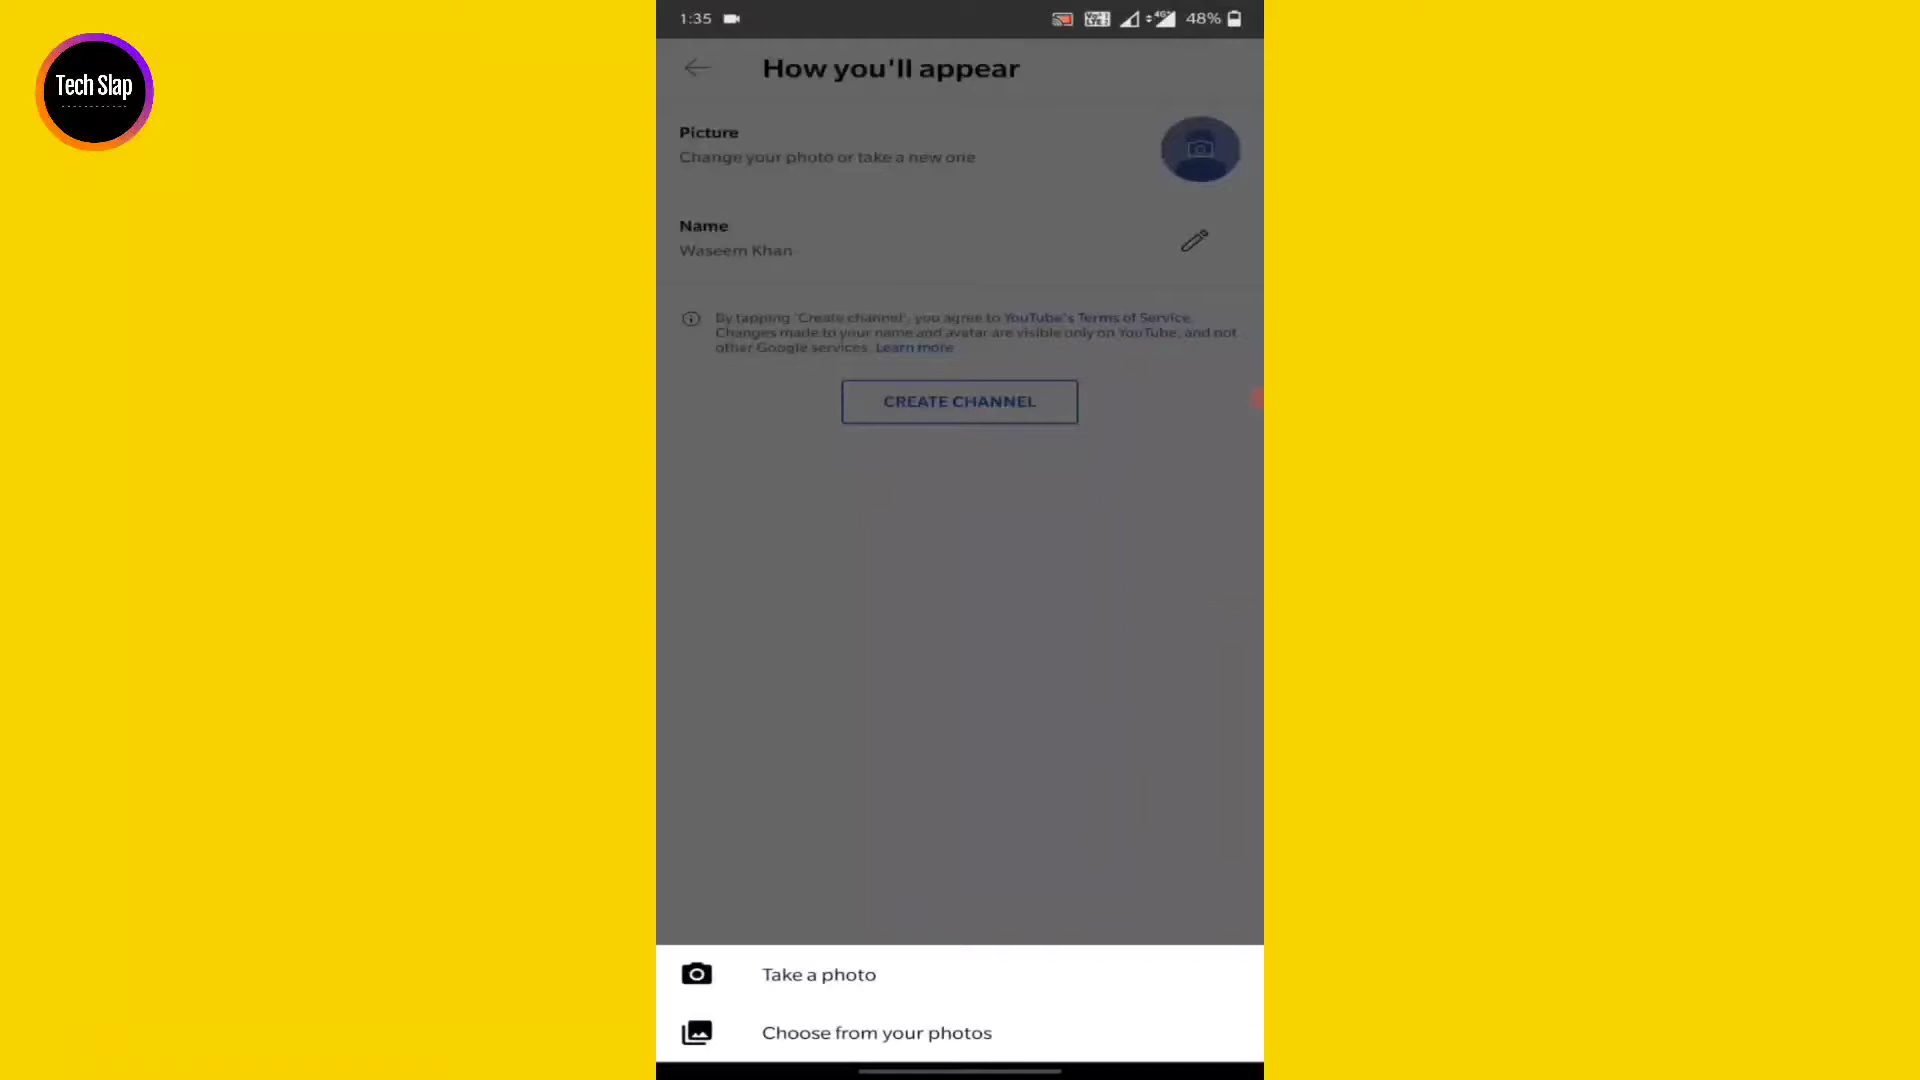 Tech Slap
1:35
48%
How you'll appear
Picture
Change your photo or take a new one
Name
Waseem Khan
By tapping 'Create channel', you agree to YouTube's Terms of Service.
Changes made to your name and avatar are visible only on YouTube, and not
other Google services. Learn more
CREATE CHANNEL
Take a photo
Choose from your photos